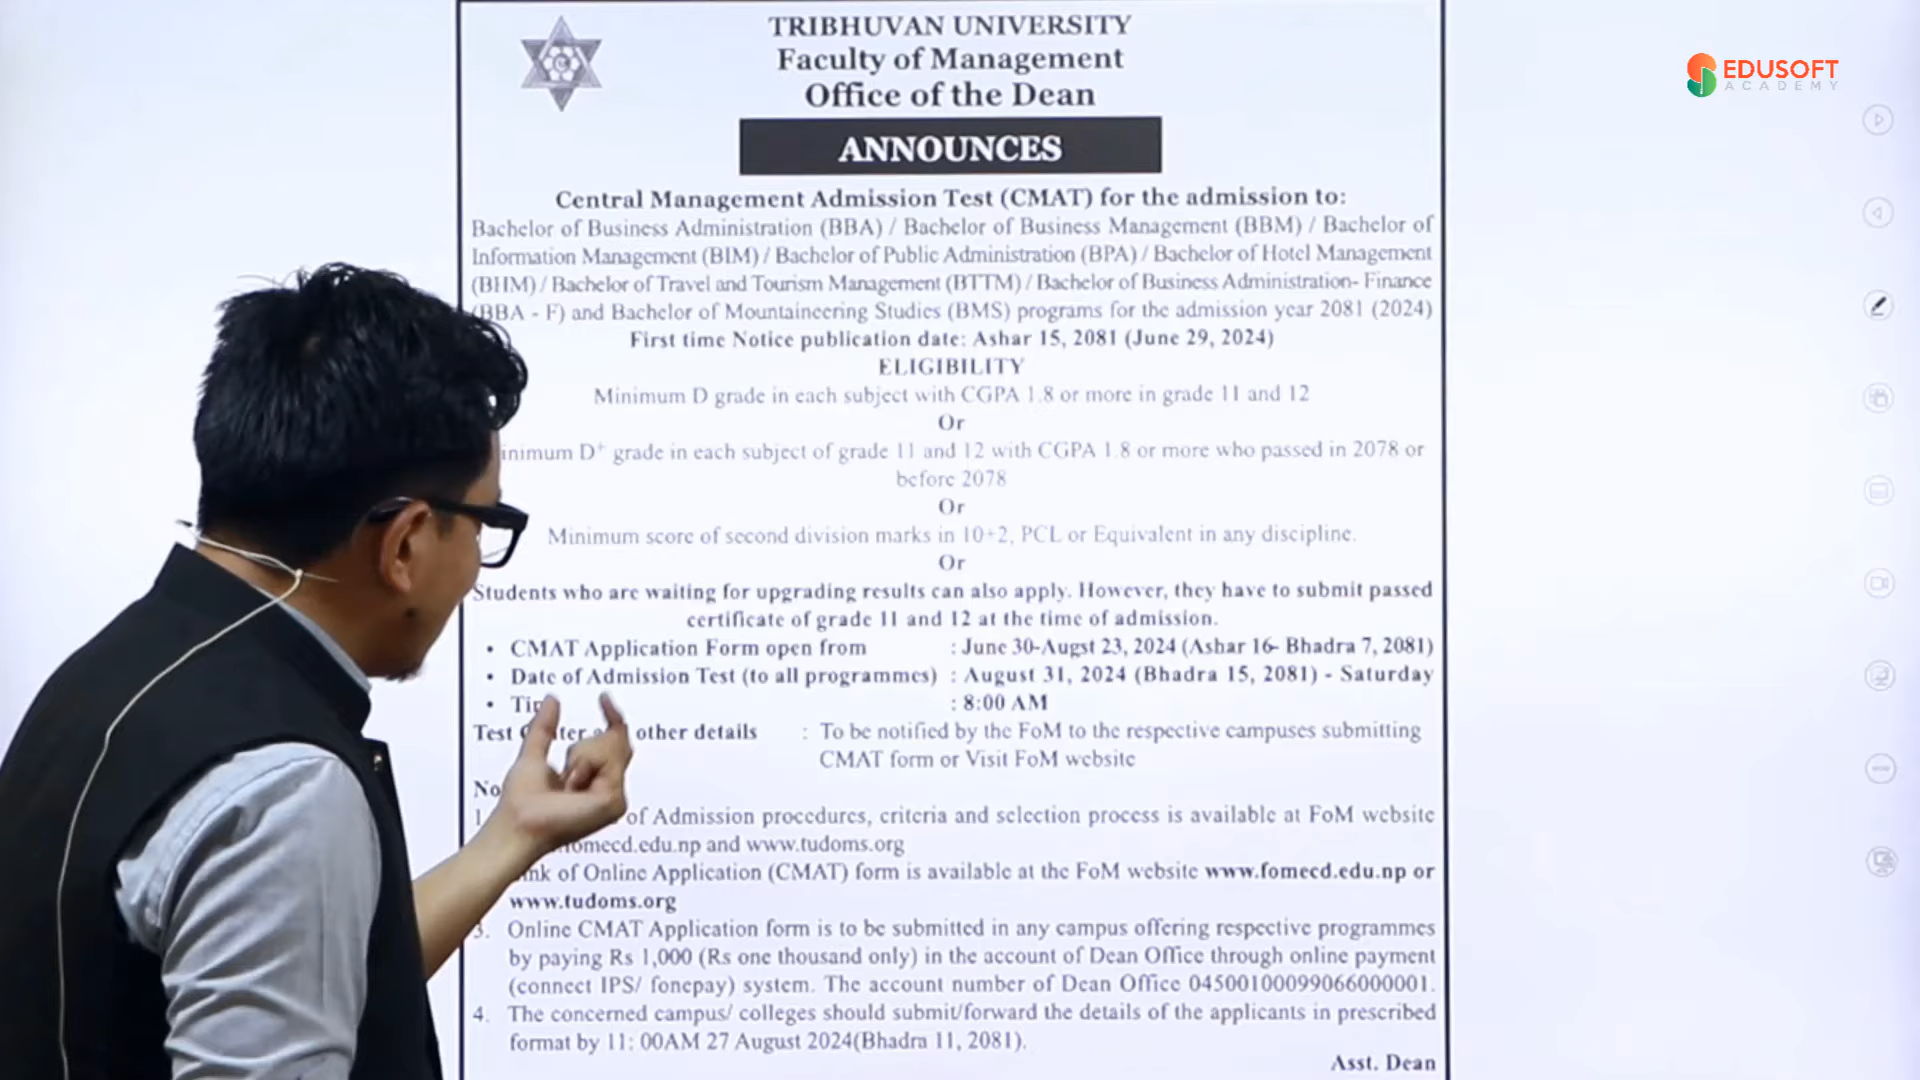 TRIBHUVAN UNIVERSITY
Faculty of Management
Office of the Dean
EDUSOFT
ACADEMY
ANNOUNCES
Central Management Admission Test (CMAT) for the admission to:
Bachelor of Business Administration (BBA) / Bachelor of Business Management (BBM) / Bachelor of
Information Management (BIM) / Bachelor of Public Administration (BPA) / Bachelor of Hotel Management
(BHM) / Bachelor of Travel and Tourism Management (BTTM) / Bachelor of Business Administration- Finance
(BBA - F) and Bachelor of Mountaineering Studies (BMS) programs for the admission year 2081 (2024)
First time Notice publication date: Ashar 15, 2081 (June 29, 2024)
ELIGIBILITY
Minimum D grade in each subject with CGPA 1.8 or more in grade 11 and 12
Or
inimum D+ grade in each subject of grade 11 and 12 with CGPA 1.8 or more who passed in 2078 or
before 2078
Or
Minimum score of second division marks in 10+2, PCL or Equivalent in any discipline.
Or
Students who are waiting for upgrading results can also apply. However, they have to submit passed
certificate of grade 11 and 12 at the time of admission.
• CMAT Application Form open from : June 30-Augst 23, 2024 (Ashar 16- Bhadra 7, 2081)
• Date of Admission Test (to all programmes) : August 31, 2024 (Bhadra 15, 2081) - Saturday
• : 8:00 AM
Test other details : To be notified by the FoM to the respective campuses submitting
CMAT form or Visit FoM website
1. of Admission procedures, criteria and selection process is available at FoM website
fomecd.edu.np and www.tudoms.org
of Online Application (CMAT) form is available at the FoM website www.fomecd.edu.np or
www.tudoms.org
3. Online CMAT Application form is to be submitted in any campus offering respective programmes
by paying Rs 1,000 (Rs one thousand only) in the account of Dean Office through online payment
(connect IPS/ fonepay) system. The account number of Dean Office 04500100099066000001.
4. The concerned campus/ colleges should submit/forward the details of the applicants in prescribed
format by 11: 00AM 27 August 2024(Bhadra 11, 2081).
Asst. Dean